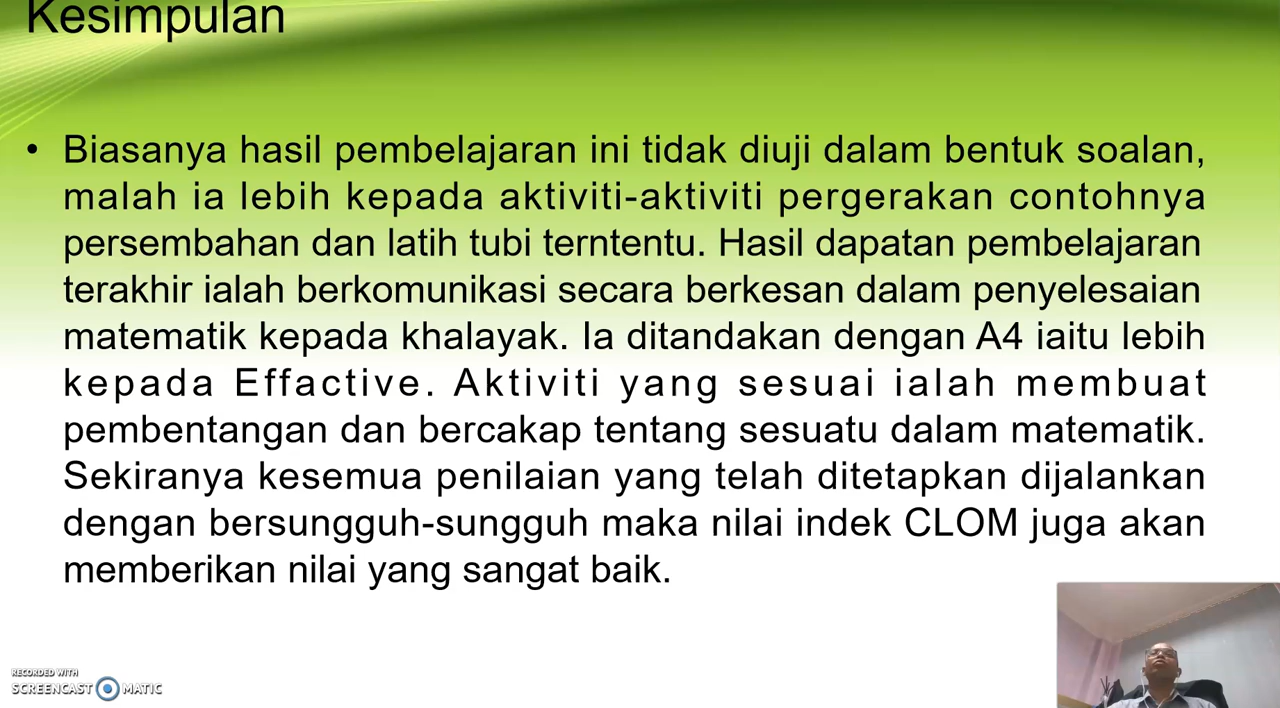 Kesimpulan
• Biasanya hasil pembelajaran ini tidak diuji dalam bentuk soalan,
malah ia lebih kepada aktiviti-aktiviti pergerakan contohnya
persembahan dan latih tubi terntentu. Hasil dapatan pembelajaran
terakhir ialah berkomunikasi secara berkesan dalam penyelesaian
matematik kepada khalayak. Ia ditandakan dengan A4 iaitu lebih
kepada Effactive. Aktiviti yang sesuai ialah membuat
pembentangan dan bercakap tentang sesuatu dalam matematik.
Sekiranya kesemua penilaian yang telah ditetapkan dijalankan
dengan bersungguh-sungguh maka nilai indek CLOM juga akan
memberikan nilai yang sangat baik.
RECORDED WITH
SCREENCAST MATIC